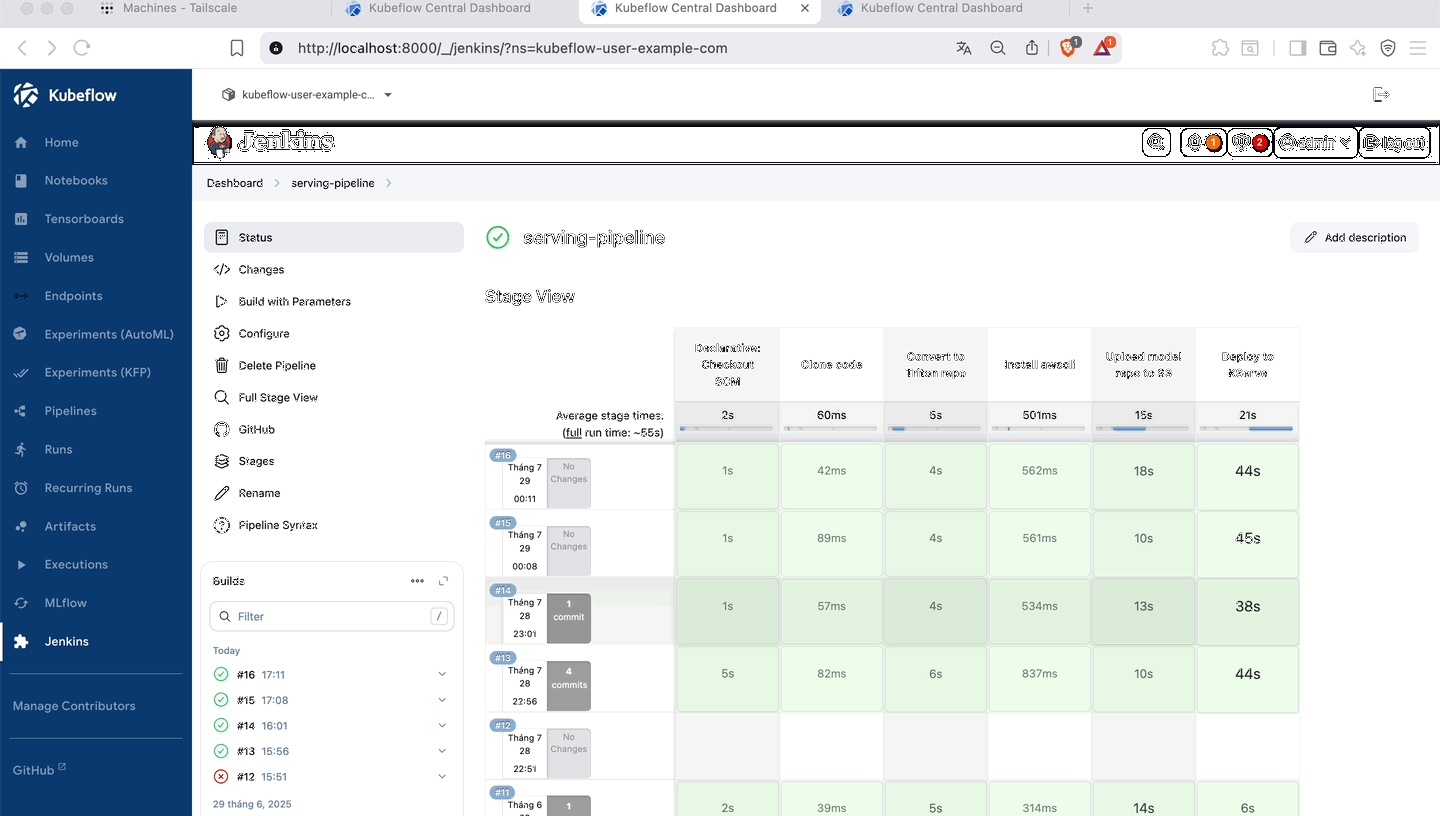 Machines - Tailscale
Kubeflow Central Dashboard
Kubeflow Central Dashboard
Kubeflow Central Dashboard
http://localhost:8000/_/jenkins/?ns=kubeflow-user-example-com
1
1
Kubeflow
kubeflow-user-example-c...
Home
Notebooks
Tensorboards
Volumes
Endpoints
Experiments (AutoML)
Experiments (KFP)
Pipelines
Runs
Recurring Runs
Artifacts
Executions
MLflow
Jenkins
Manage Contributors
GitHub
Jenkins
1
2
admin
log out
Dashboard
serving-pipeline
Status
Changes
Build with Parameters
Configure
Delete Pipeline
Full Stage View
GitHub
Stages
Rename
Pipeline Syntax
Builds
Filter
/
Today
#16 17:11
#15 17:08
#14 16:01
#13 15:56
#12 15:51
29 tháng 6, 2025
serving-pipeline
Add description
Stage View
Declarative:
Checkout
SCM
Clone code
Convert to
Triton repo
Install awscli
Upload model
repo to S3
Deploy to
KServe
Average stage times:
(full run time: ~55s)
2s
60ms
5s
501ms
15s
21s
#16
Tháng 7
29
00:11
No
Changes
1s
42ms
4s
562ms
18s
44s
#15
Tháng 7
29
00:08
No
Changes
1s
89ms
4s
561ms
10s
45s
#14
Tháng 7
28
23:01
1
commit
1s
57ms
4s
534ms
13s
38s
#13
Tháng 7
28
22:56
4
commits
5s
82ms
6s
837ms
10s
44s
#12
Tháng 7
28
22:51
No
Changes
#11
Tháng 6
1
2s
39ms
5s
314ms
14s
6s